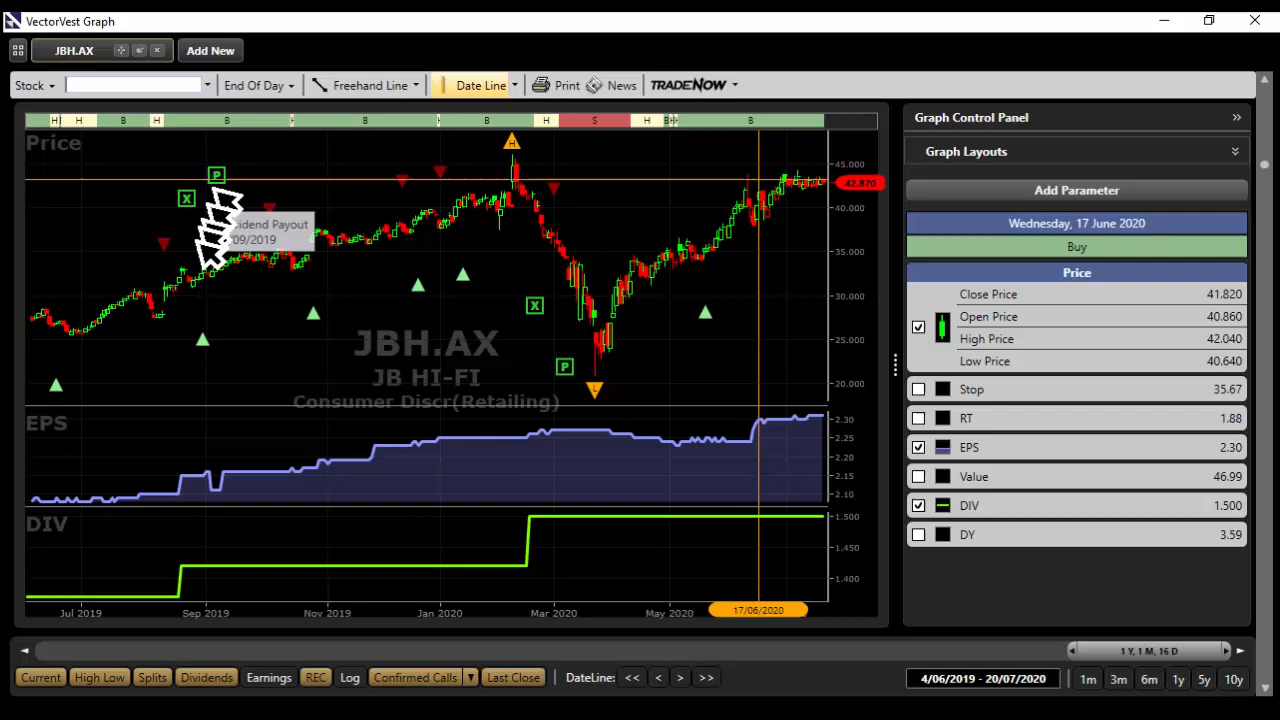 VectorVest Graph
JBH.AX Add New
Stock End Of Day Freehand Line Date Line Print News TRADENOW
H H B H B B H B H S H B H B
Price
Graph Control Panel
Graph Layouts
Add Parameter
Wednesday, 17 June 2020
Buy
Price
Close Price 41.820
Open Price 40.860
High Price 42.040
Low Price 40.640
Stop 35.67
RT 1.88
EPS 2.30
Value 46.99
DIV 1.500
DY 3.59
H
P
X
45.000
42.870
40.000
35.000
30.000
25.000
20.000
idend Payout
/09/2019
X
P
L
JBH.AX
JB HI-FI
Consumer Discr(Retailing)
EPS
2.30
2.25
2.20
2.15
2.10
DIV
1.500
1.450
1.400
Jul 2019 Sep 2019 Nov 2019 Jan 2020 Mar 2020 May 2020 17/06/2020
1 Y, 1 M, 16 D
Current High Low Splits Dividends Earnings REC Log Confirmed Calls Last Close DateLine: << < > >> 4/06/2019 - 20/07/2020 1m 3m 6m 1y 5y 10y